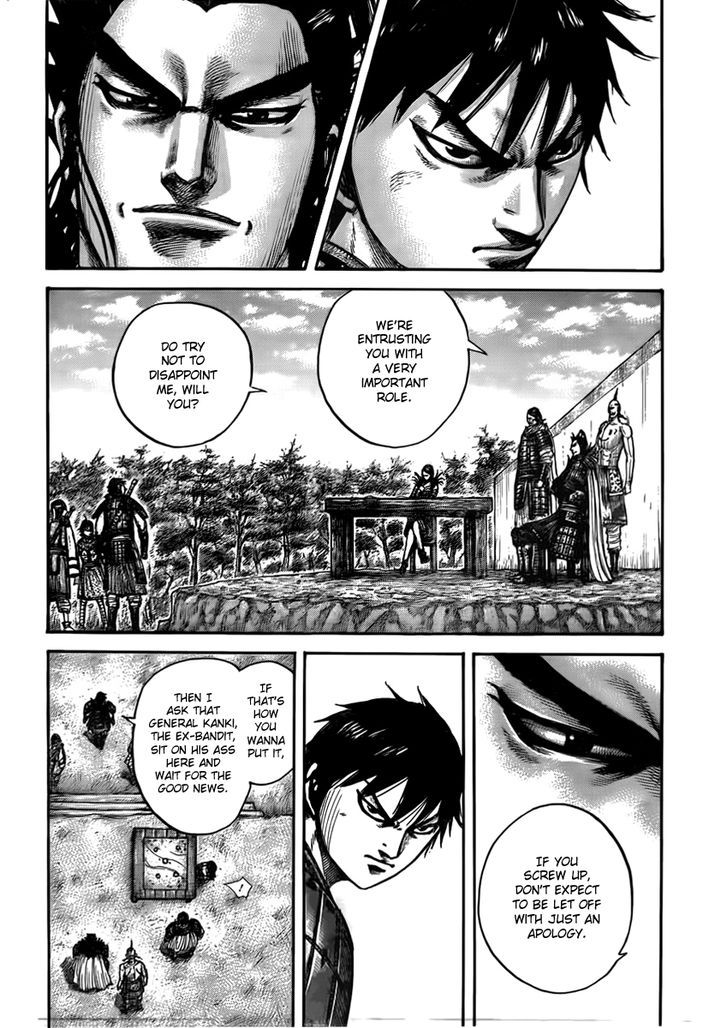 WE'RE
ENTRUSTING
YOU WITH
A VERY
IMPORTANT
ROLE.
DO TRY
NOT TO
DISAPPOINT
ME, WILL
YOU?
IF YOU
SCREW UP,
DON'T EXPECT
TO BE LET OFF
WITH JUST AN
APOLOGY.
IF
THAT'S
HOW
YOU
WANNA
PUT IT,
THEN I
ASK THAT
GENERAL KANKI,
THE EX-BANDIT,
SIT ON HIS ASS
HERE AND
WAIT FOR THE
GOOD NEWS.
!